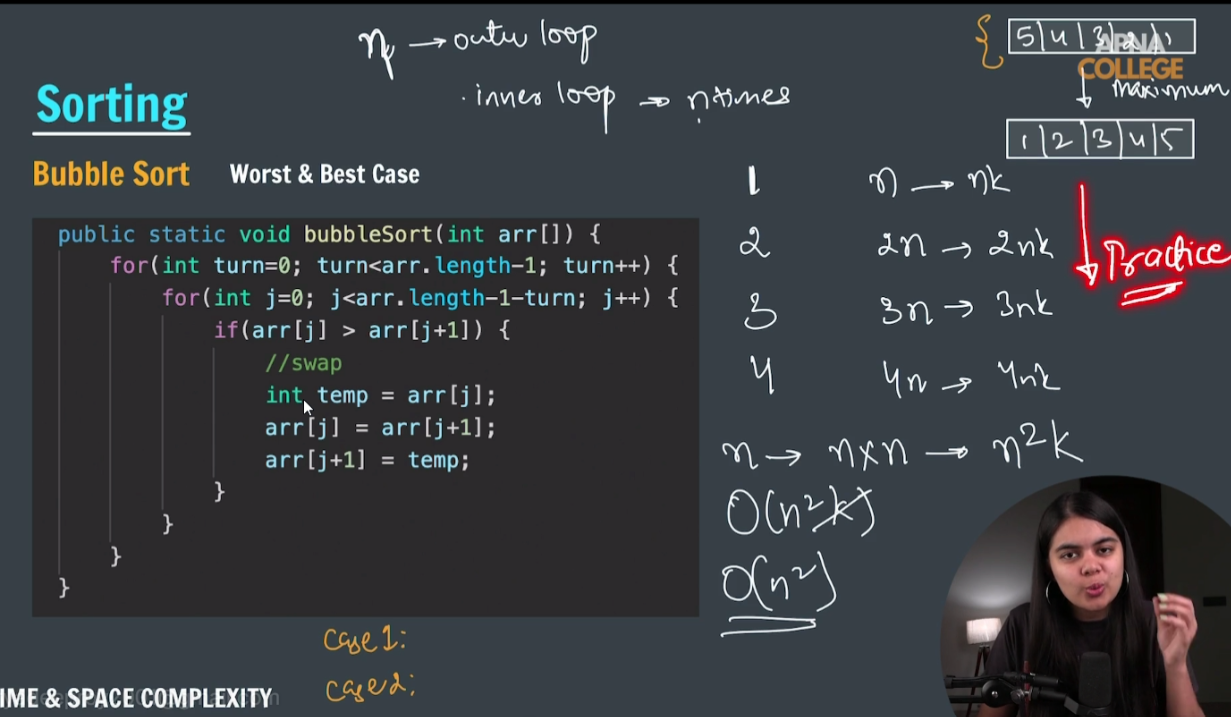 n → outer loop
inner loop → n times
{ 5|4|3|2|1
APNA
COLLEGE
maximum
1|2|3|4|5
Sorting
Bubble Sort Worst & Best Case
public static void bubbleSort(int arr[]) {
for(int turn=0; turn<arr.length-1; turn++) {
for(int j=0; j<arr.length-1-turn; j++) {
if(arr[j] > arr[j+1]) {
//swap
int temp = arr[j];
arr[j] = arr[j+1];
arr[j+1] = temp;
}
}
}
}
1 n → nk
2 2n → 2nk
3 3n → 3nk
4 4n → 4nk
n → n×n → n²k
O(n²k)
O(n²)
Practice
Case 1:
Case 2:
IME & SPACE COMPLEXITY